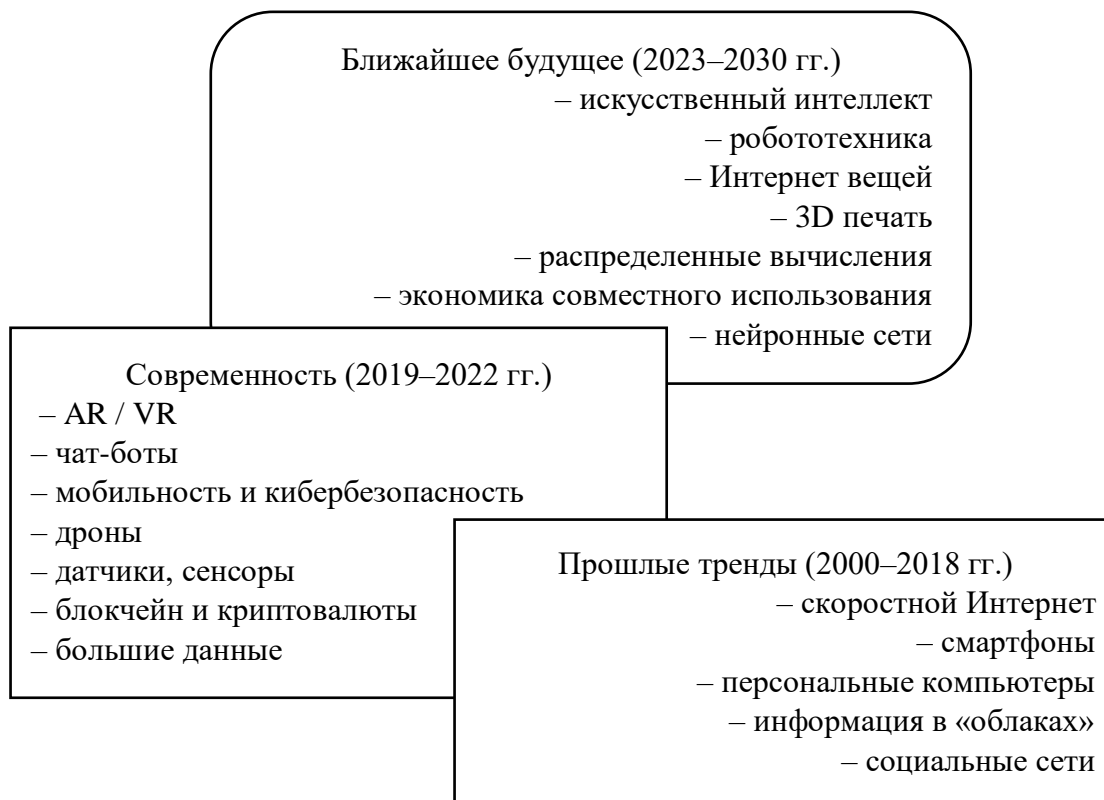 Ближайшее будущее (2023–2030 гг.)
– искусственный интеллект
– робототехника
– Интернет вещей
– 3D печать
– распределенные вычисления
– экономика совместного использования
– нейронные сети
Современность (2019–2022 гг.)
– AR / VR
– чат-боты
– мобильность и кибербезопасность
– дроны
– датчики, сенсоры
– блокчейн и криптовалюты
– большие данные
Прошлые тренды (2000–2018 гг.)
– скоростной Интернет
– смартфоны
– персональные компьютеры
– информация в «облаках»
– социальные сети